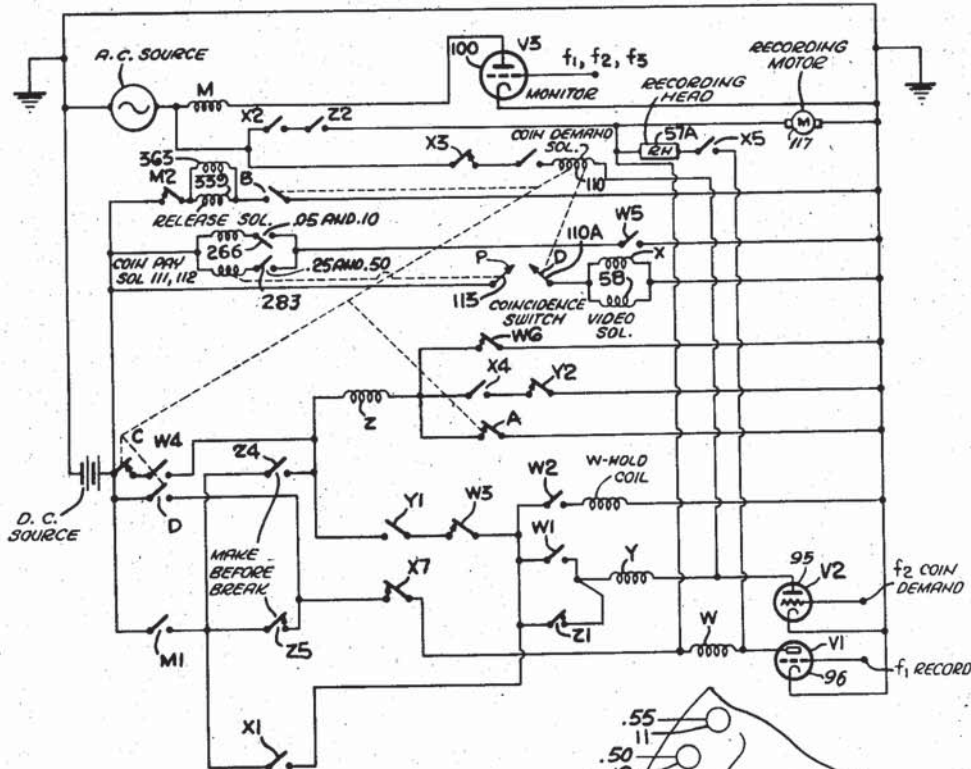 A.C. SOURCE
M
100
V3
f1, f2, f3
MONITOR
RECORDING
MOTOR
RECORDING
HEAD
X2
Z2
57A
RH
X5
M
117
COIN DEMAND
SOL.
X3
110
363
M2
339
B
RELEASE SOL.
.05 AND .10
266
W5
110A
X
COIN PAY
SOL 111, 112
.25 AND .50
283
P
D
113
58
COINCIDENCE
SWITCH
VIDEO
SOL.
W6
X4
Y2
Z
A
C
W4
Z4
D
D.C.
SOURCE
W2
W-HOLD
COIL
Y1
W3
W1
MAKE
BEFORE
BREAK
X7
Y
95
V2
f2 COIN
DEMAND
Z5
Z1
M1
W
V1
96
f1 RECORD
X1
.55
11
.50